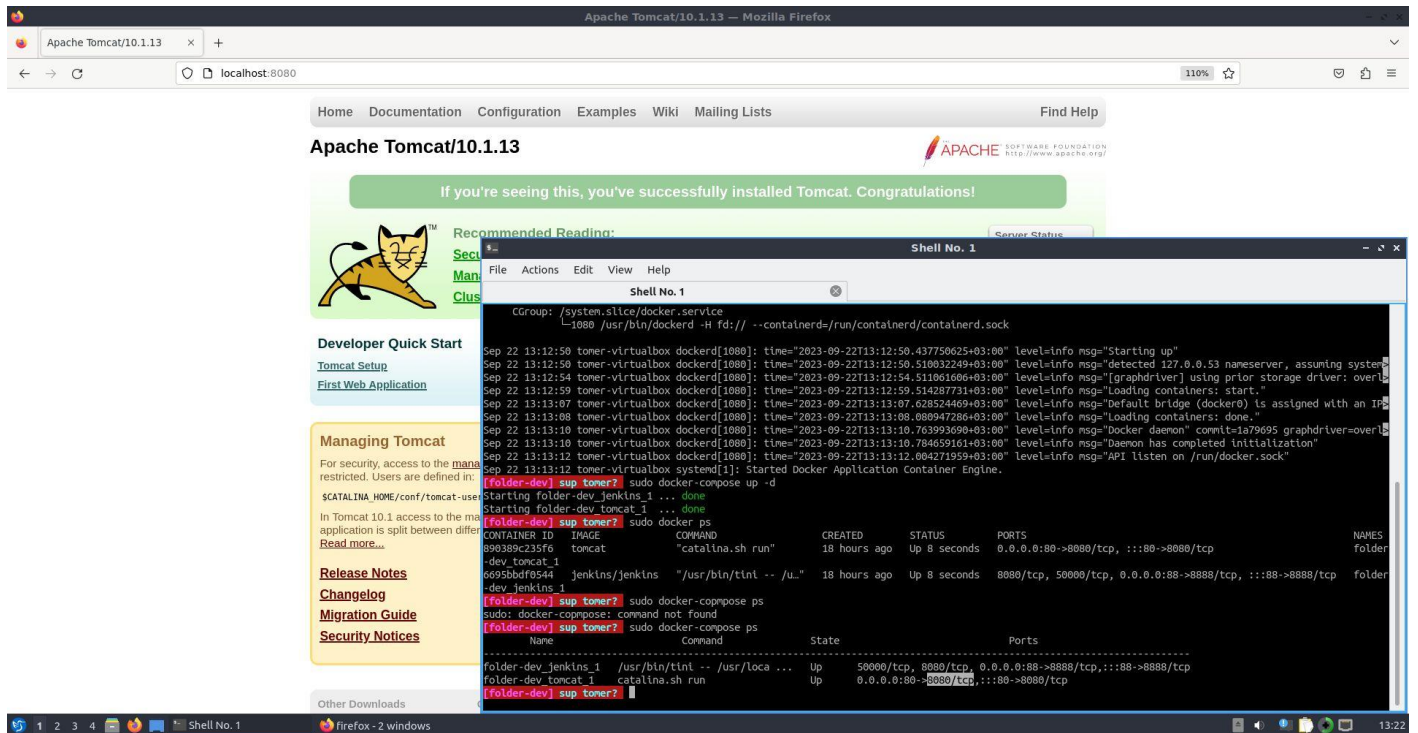 Apache Tomcat/10.1.13 — Mozilla Firefox
Apache Tomcat/10.1.13
localhost:8080
110%
Home Documentation Configuration Examples Wiki Mailing Lists Find Help
Apache Tomcat/10.1.13
APACHE
SOFTWARE FOUNDATION
http://www.apache.org/
If you're seeing this, you've successfully installed Tomcat. Congratulations!
TM
Recommended Reading:
Server Status
Developer Quick Start
Tomcat Setup
First Web Application
Managing Tomcat
For security, access to the mana
restricted. Users are defined in:
$CATALINA_HOME/conf/tomcat-user
In Tomcat 10.1 access to the ma
application is split between differ
Read more...
Release Notes
Changelog
Migration Guide
Security Notices
Other Downloads
Shell No. 1
File Actions Edit View Help
Shell No. 1
CGroup: /system.slice/docker.service
└─1080 /usr/bin/dockerd -H fd:// --containerd=/run/containerd/containerd.sock
Sep 22 13:12:50 tomer-virtualbox dockerd[1080]: time="2023-09-22T13:12:50.437750625+03:00" level=info msg="Starting up"
Sep 22 13:12:50 tomer-virtualbox dockerd[1080]: time="2023-09-22T13:12:50.510032249+03:00" level=info msg="detected 127.0.0.53 nameserver, assuming system>
Sep 22 13:12:54 tomer-virtualbox dockerd[1080]: time="2023-09-22T13:12:54.511061606+03:00" level=info msg="[graphdriver] using prior storage driver: overl>
Sep 22 13:12:59 tomer-virtualbox dockerd[1080]: time="2023-09-22T13:12:59.514287731+03:00" level=info msg="Loading containers: start."
Sep 22 13:13:07 tomer-virtualbox dockerd[1080]: time="2023-09-22T13:13:07.628524469+03:00" level=info msg="Default bridge (docker0) is assigned with an IP>
Sep 22 13:13:08 tomer-virtualbox dockerd[1080]: time="2023-09-22T13:13:08.080947286+03:00" level=info msg="Loading containers: done."
Sep 22 13:13:10 tomer-virtualbox dockerd[1080]: time="2023-09-22T13:13:10.763993690+03:00" level=info msg="Docker daemon" commit=1a79695 graphdriver=overl>
Sep 22 13:13:10 tomer-virtualbox dockerd[1080]: time="2023-09-22T13:13:10.784659161+03:00" level=info msg="Daemon has completed initialization"
Sep 22 13:13:12 tomer-virtualbox dockerd[1080]: time="2023-09-22T13:13:12.004271959+03:00" level=info msg="API listen on /run/docker.sock"
Sep 22 13:13:12 tomer-virtualbox systemd[1]: Started Docker Application Container Engine.
[folder-dev] sup tomer? sudo docker-compose up -d
Starting folder-dev_jenkins_1 ... done
Starting folder-dev_tomcat_1 ... done
[folder-dev] sup tomer? sudo docker ps
CONTAINER ID IMAGE COMMAND CREATED STATUS PORTS NAMES
890389c235f6 tomcat "catalina.sh run" 18 hours ago Up 8 seconds 0.0.0.0:80->8080/tcp, :::80->8080/tcp folder
-dev_tomcat_1
6695bbdf0544 jenkins/jenkins "/usr/bin/tini -- /u…" 18 hours ago Up 8 seconds 8080/tcp, 50000/tcp, 0.0.0.0:88->8888/tcp, :::88->8888/tcp folder
-dev_jenkins_1
[folder-dev] sup tomer? sudo docker-copmpose ps
sudo: docker-copmpose: command not found
[folder-dev] sup tomer? sudo docker-compose ps
Name Command State Ports
folder-dev_jenkins_1 /usr/bin/tini -- /usr/loca ... Up 50000/tcp, 8080/tcp, 0.0.0.0:88->8888/tcp,:::88->8888/tcp
folder-dev_tomcat_1 catalina.sh run Up 0.0.0.0:80->8080/tcp,:::80->8080/tcp
[folder-dev] sup tomer?
1 2 3 4 Shell No. 1 firefox - 2 windows 13:22